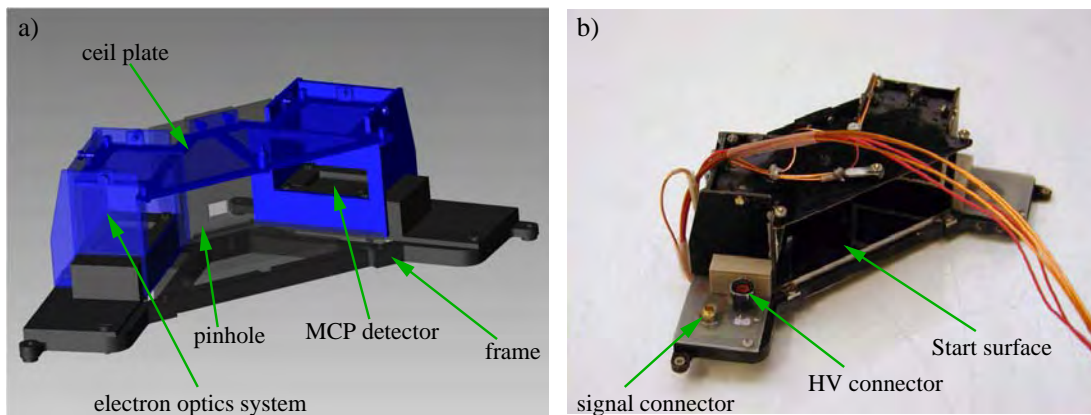 a)
ceil plate
pinhole
MCP detector
frame
electron optics system
b)
Start surface
HV connector
signal connector